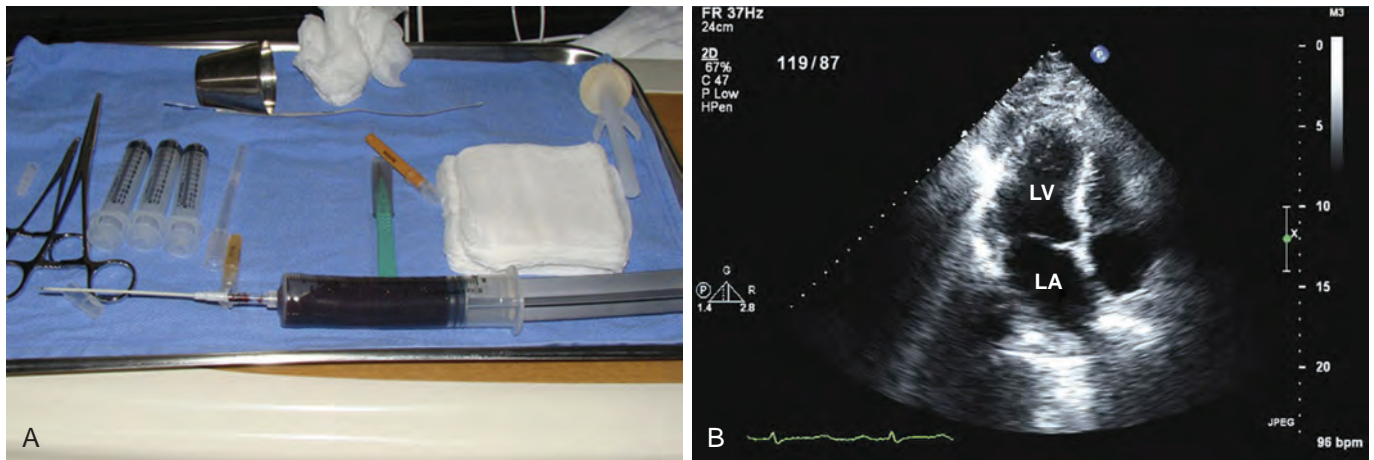 A
FR 37Hz
24cm
2D
67%
C 47
P Low
HPen
119/87
P
M3
0
5
10
X
15
20
LV
LA
G
P R
1.4 2.8
JPEG
96 bpm
B